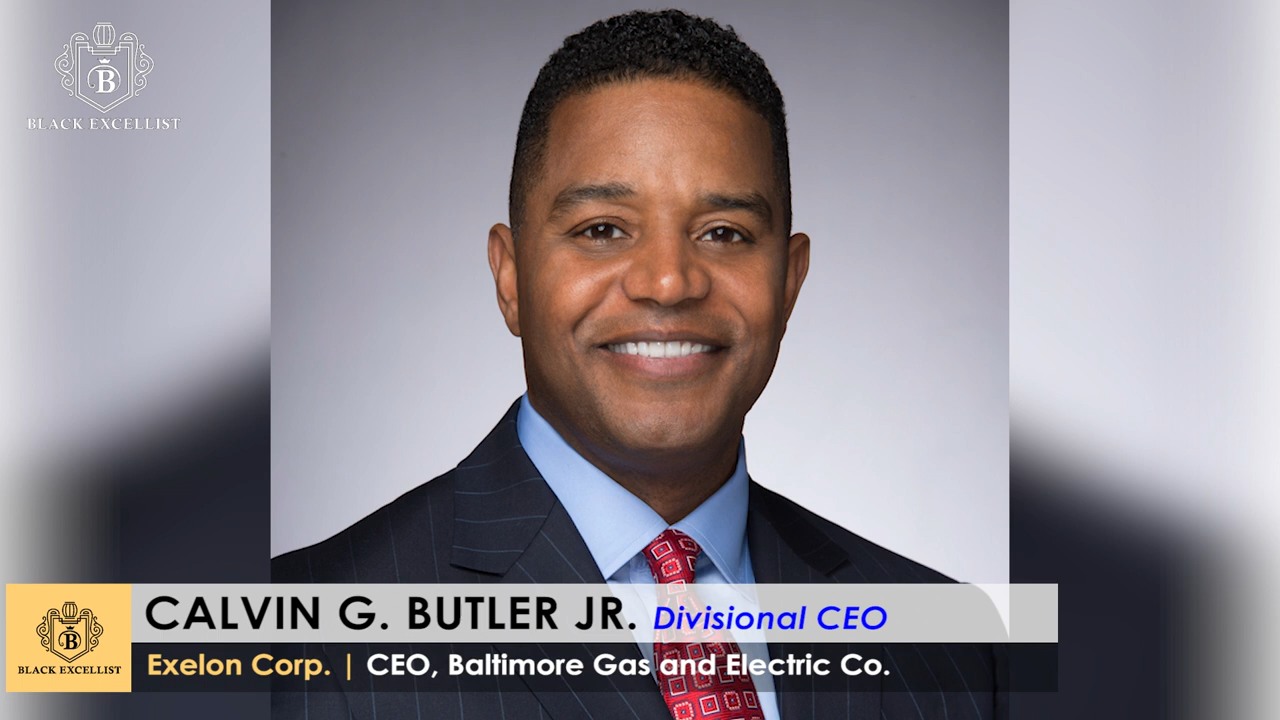 B
BLACK EXCELLIST
B
BLACK EXCELLIST
CALVIN G. BUTLER JR. Divisional CEO
Exelon Corp. | CEO, Baltimore Gas and Electric Co.